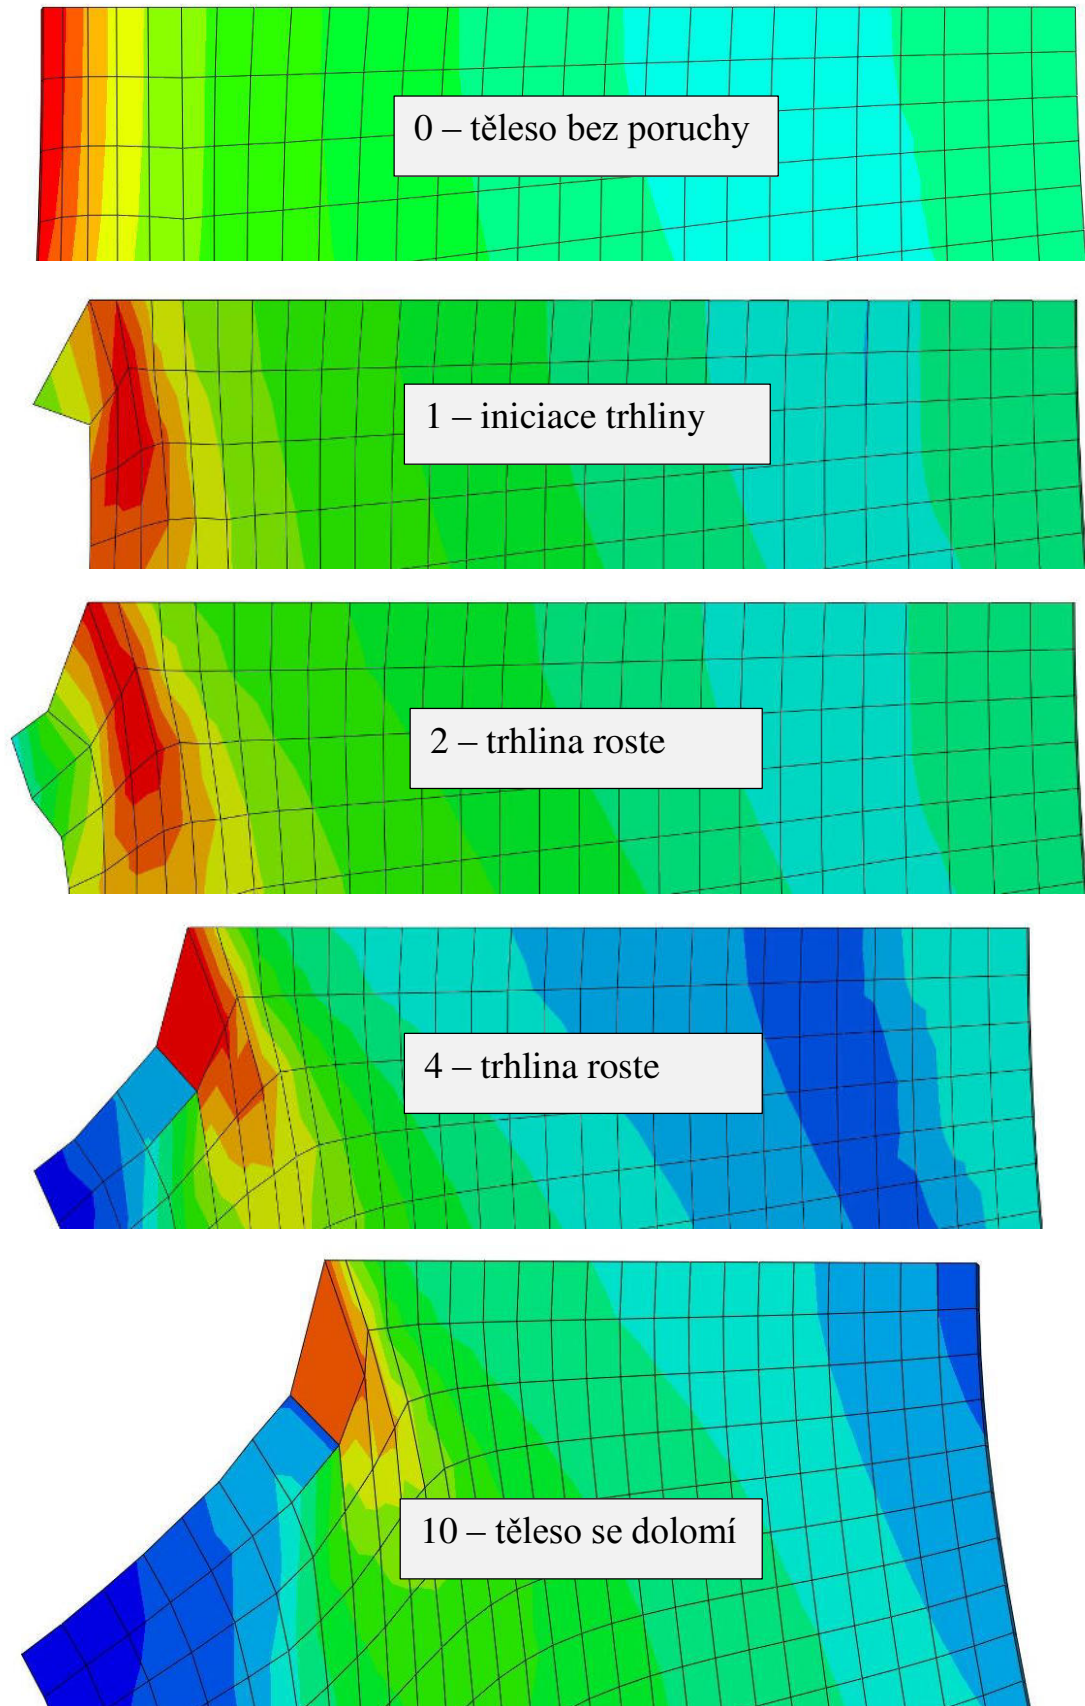 0 – těleso bez poruchy
1 – iniciace trhliny
2 – trhlina roste
4 – trhlina roste
10 – těleso se dolomí